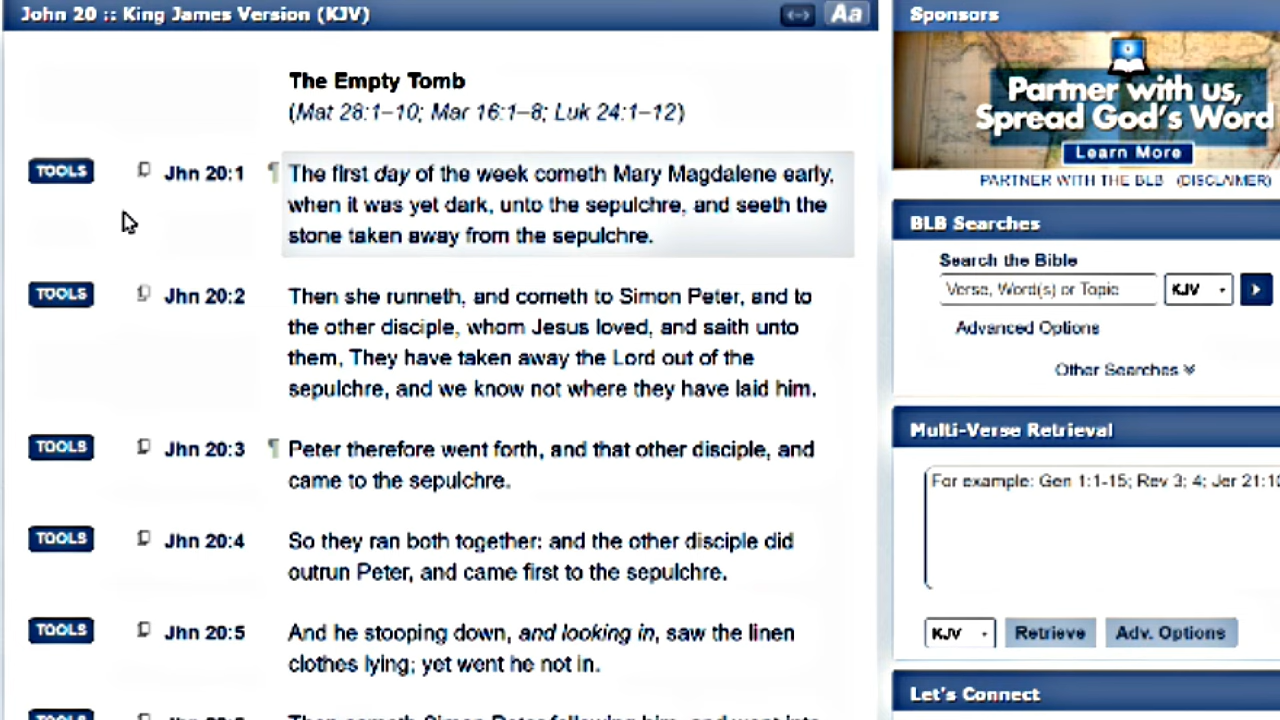 John 20 :: King James Version (KJV)
Aa
The Empty Tomb
(Mat 28:1–10; Mar 16:1–8; Luk 24:1–12)
TOOLS Jhn 20:1 ¶ The first day of the week cometh Mary Magdalene early,
when it was yet dark, unto the sepulchre, and seeth the
stone taken away from the sepulchre.
TOOLS Jhn 20:2 Then she runneth, and cometh to Simon Peter, and to
the other disciple, whom Jesus loved, and saith unto
them, They have taken away the Lord out of the
sepulchre, and we know not where they have laid him.
TOOLS Jhn 20:3 ¶ Peter therefore went forth, and that other disciple, and
came to the sepulchre.
TOOLS Jhn 20:4 So they ran both together: and the other disciple did
outrun Peter, and came first to the sepulchre.
TOOLS Jhn 20:5 And he stooping down, and looking in, saw the linen
clothes lying; yet went he not in.
Then cometh Simon Peter following him, and went into
Sponsors
Partner with us,
Spread God's Word
Learn More
PARTNER WITH THE BLB (DISCLAIMER)
BLB Searches
Search the Bible
Verse, Word(s) or Topic KJV
Advanced Options
Other Searches
Multi-Verse Retrieval
For example: Gen 1:1-15; Rev 3; 4; Jer 21:10
KJV Retrieve Adv. Options
Let's Connect